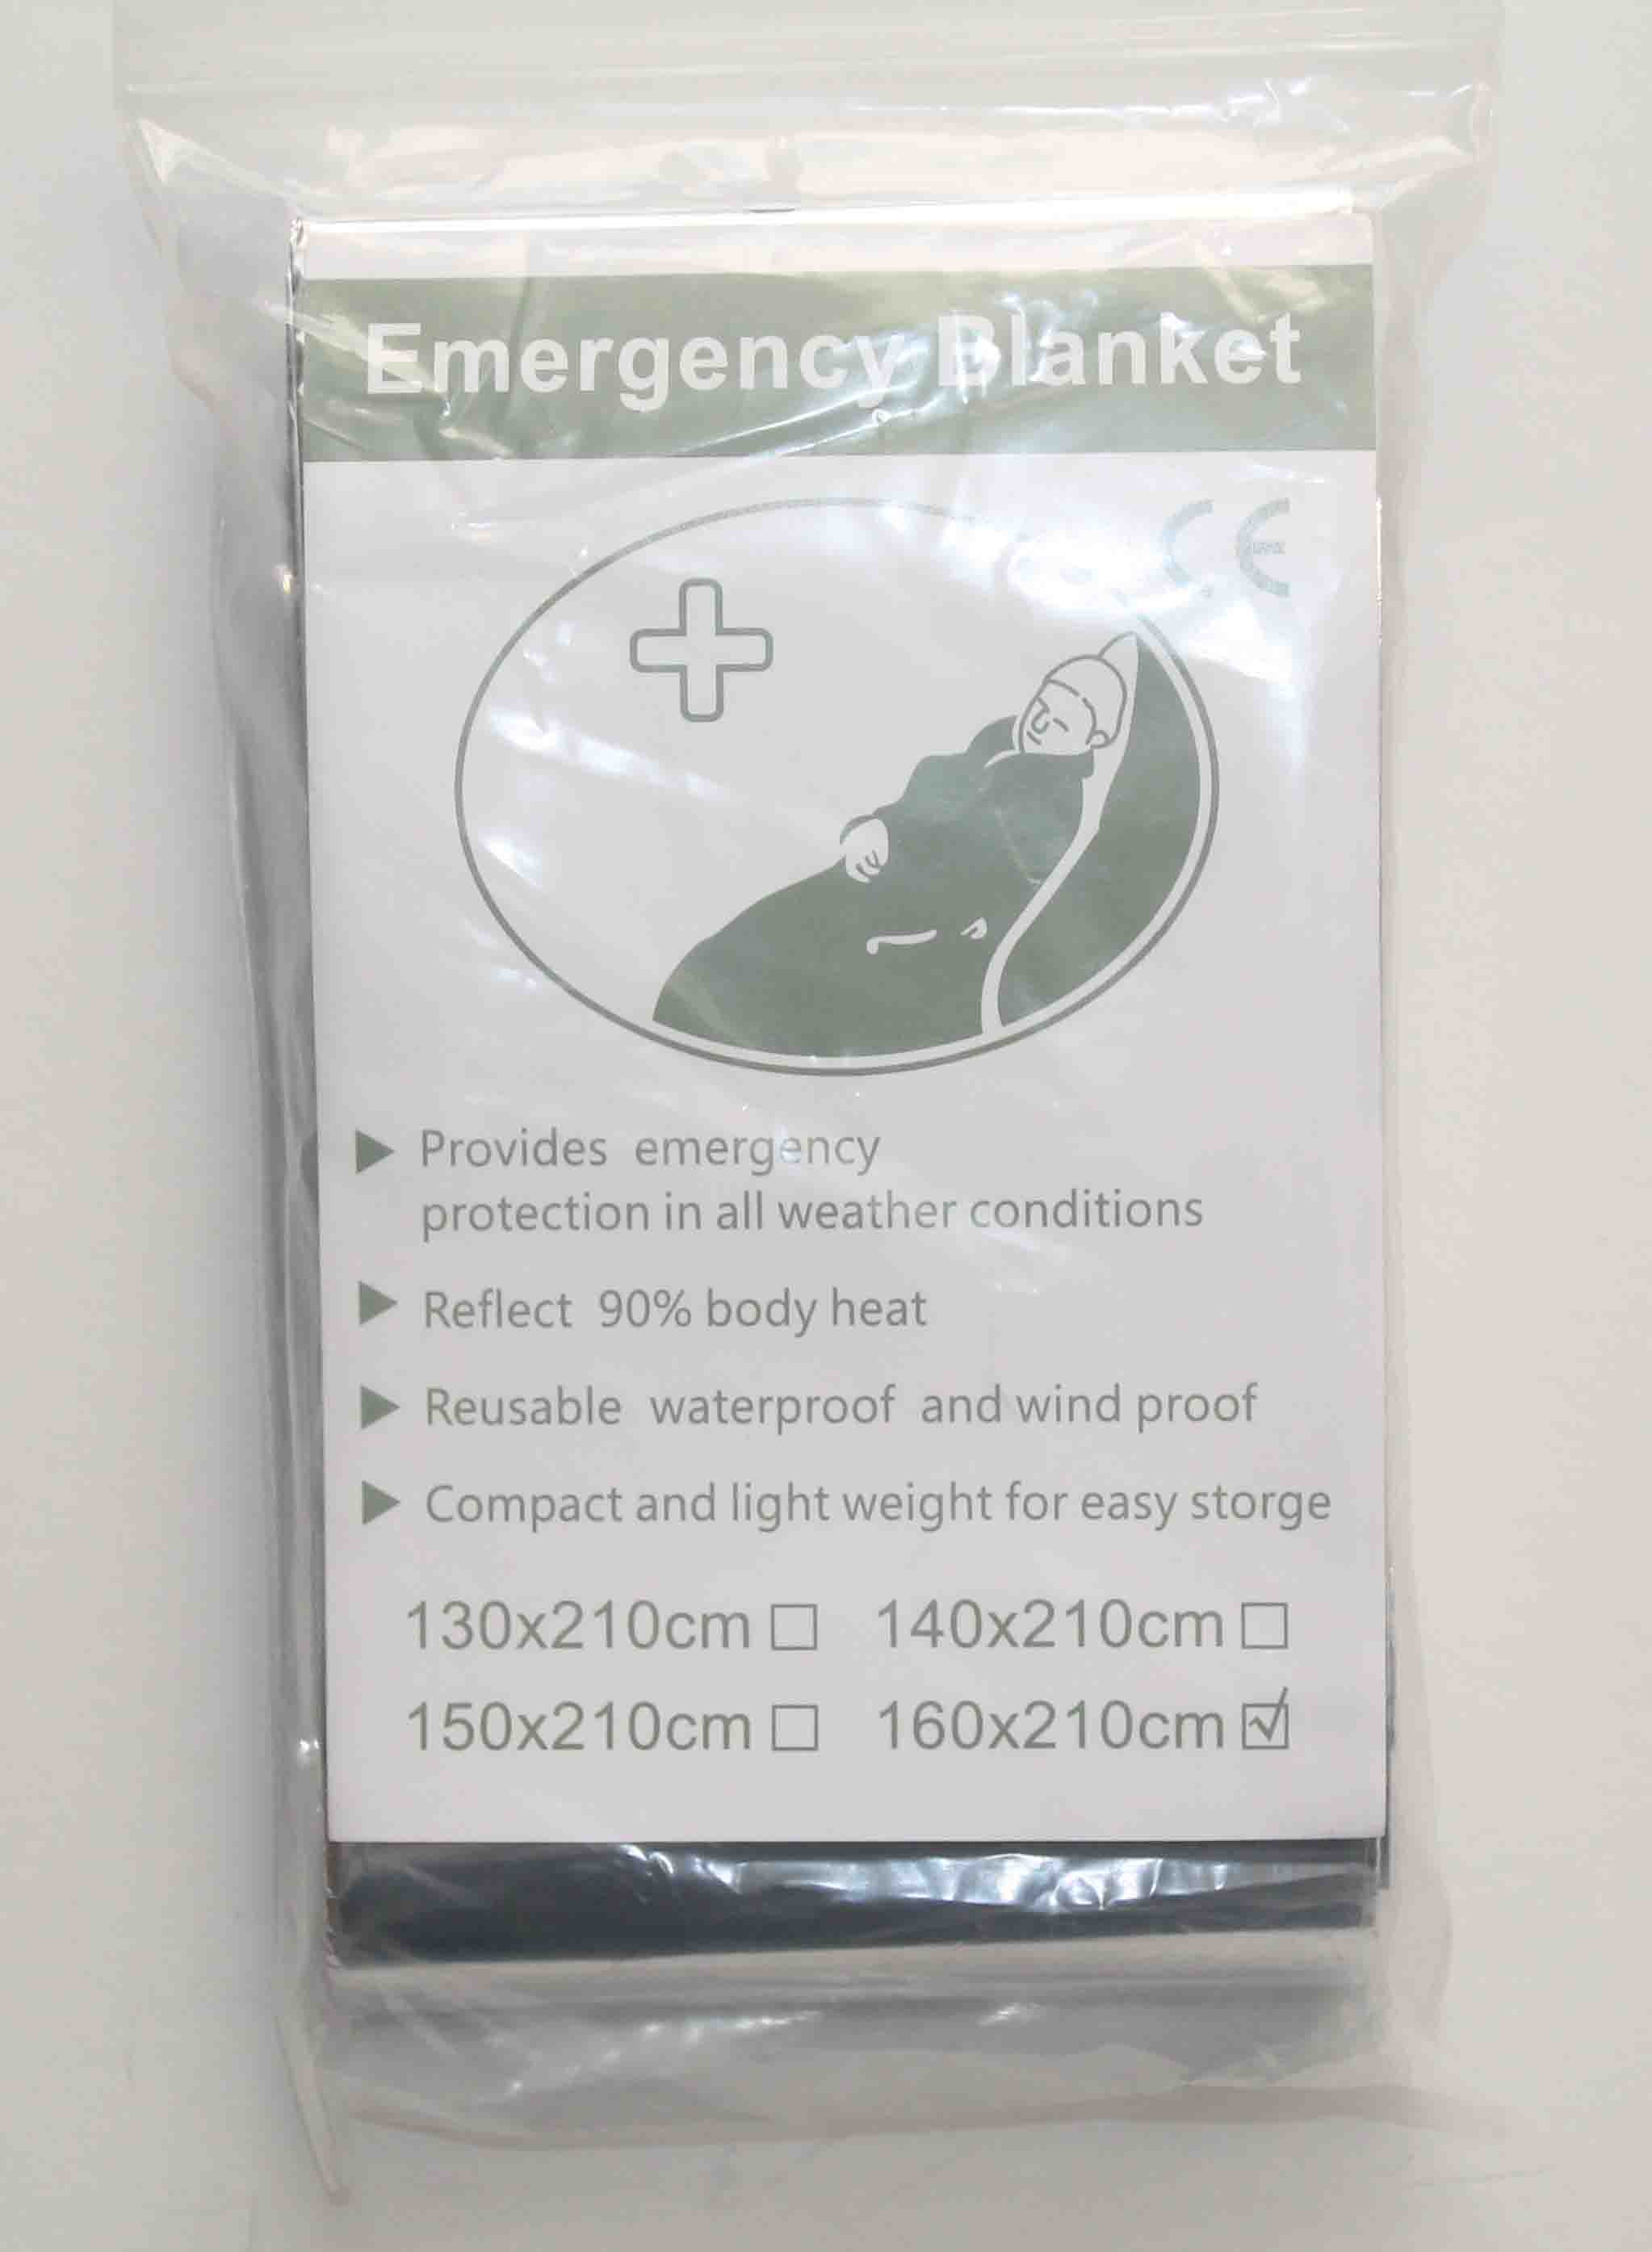 Emergency Blanket
CE
Provides emergency
protection in all weather conditions
Reflect 90% body heat
Reusable waterproof and wind proof
Compact and light weight for easy storge
130x210cm 140x210cm
150x210cm 160x210cm